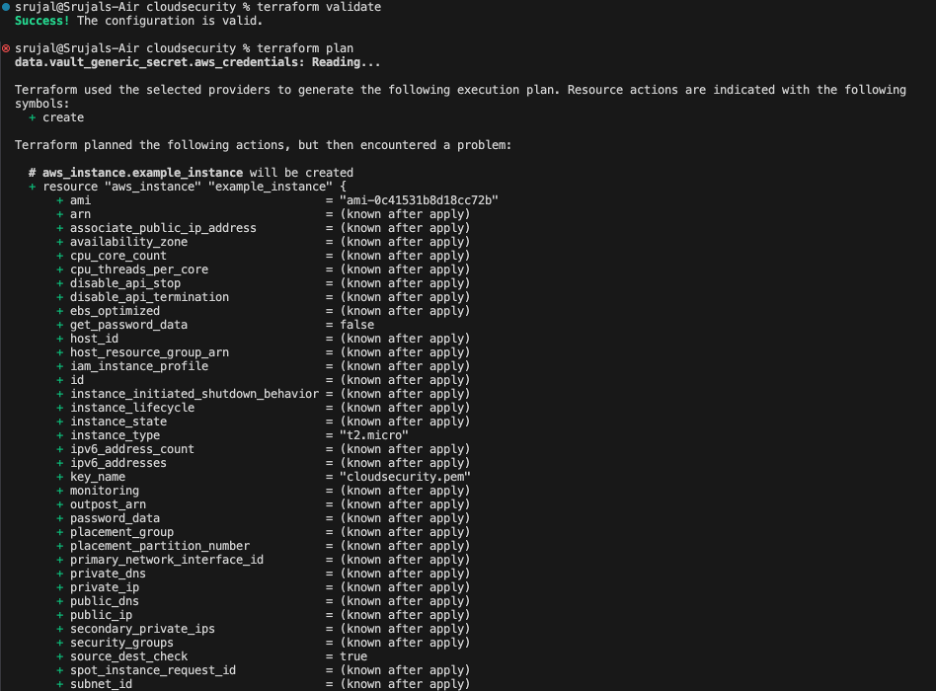 srujal@Srujals-Air cloudsecurity % terraform validate
Success! The configuration is valid.
srujal@Srujals-Air cloudsecurity % terraform plan
data.vault_generic_secret.aws_credentials: Reading...
Terraform used the selected providers to generate the following execution plan. Resource actions are indicated with the following
symbols:
+ create
Terraform planned the following actions, but then encountered a problem:
# aws_instance.example_instance will be created
+ resource "aws_instance" "example_instance" {
+ ami = "ami-0c41531b8d18cc72b"
+ arn = (known after apply)
+ associate_public_ip_address = (known after apply)
+ availability_zone = (known after apply)
+ cpu_core_count = (known after apply)
+ cpu_threads_per_core = (known after apply)
+ disable_api_stop = (known after apply)
+ disable_api_termination = (known after apply)
+ ebs_optimized = (known after apply)
+ get_password_data = false
+ host_id = (known after apply)
+ host_resource_group_arn = (known after apply)
+ iam_instance_profile = (known after apply)
+ id = (known after apply)
+ instance_initiated_shutdown_behavior = (known after apply)
+ instance_lifecycle = (known after apply)
+ instance_state = (known after apply)
+ instance_type = "t2.micro"
+ ipv6_address_count = (known after apply)
+ ipv6_addresses = (known after apply)
+ key_name = "cloudsecurity.pem"
+ monitoring = (known after apply)
+ outpost_arn = (known after apply)
+ password_data = (known after apply)
+ placement_group = (known after apply)
+ placement_partition_number = (known after apply)
+ primary_network_interface_id = (known after apply)
+ private_dns = (known after apply)
+ private_ip = (known after apply)
+ public_dns = (known after apply)
+ public_ip = (known after apply)
+ secondary_private_ips = (known after apply)
+ security_groups = (known after apply)
+ source_dest_check = true
+ spot_instance_request_id = (known after apply)
+ subnet_id = (known after apply)